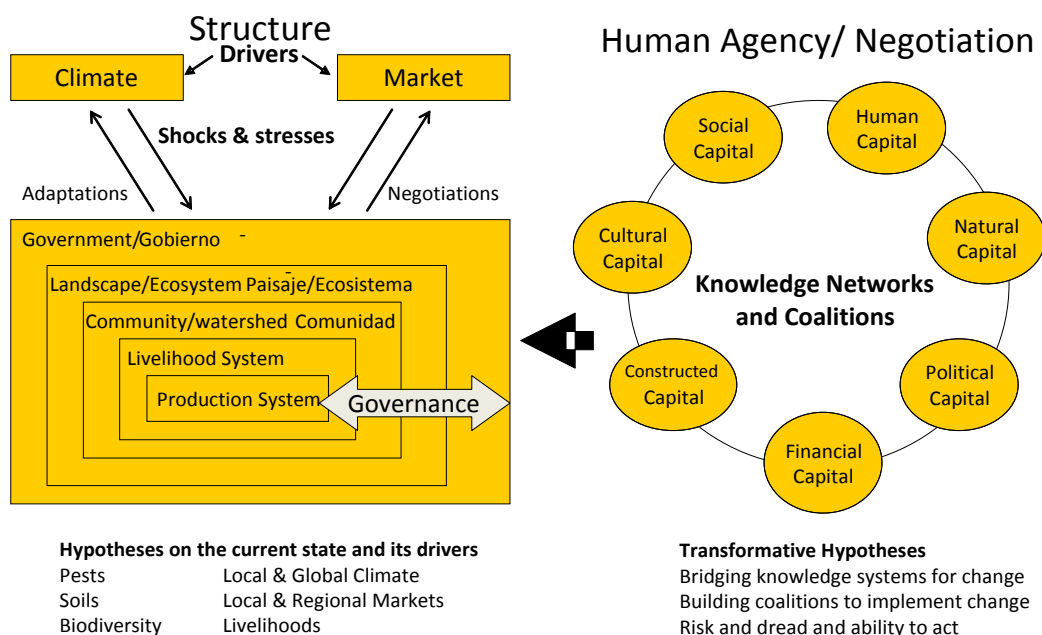 Structure
Drivers
Climate
Market
Shocks & stresses
Adaptations
Negotiations
Government/Gobierno -
Landscape/Ecosystem Paisaje/Ecosistema
Community/watershed Comunidad
Livelihood System
Production System
Governance
Hypotheses on the current state and its drivers
Pests Local & Global Climate
Soils Local & Regional Markets
Biodiversity Livelihoods
Human Agency/ Negotiation
Social
Capital
Human
Capital
Cultural
Capital
Natural
Capital
Knowledge Networks
and Coalitions
Constructed
Capital
Political
Capital
Financial
Capital
Transformative Hypotheses
Bridging knowledge systems for change
Building coalitions to implement change
Risk and dread and ability to act